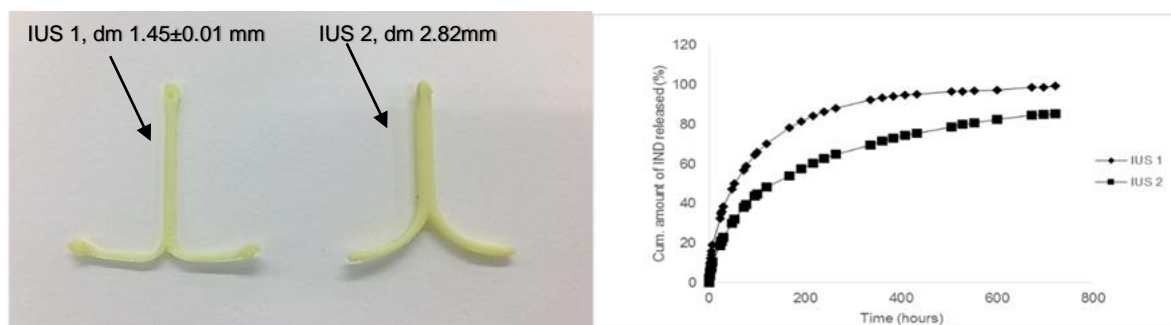 IUS 1, dm 1.45±0.01 mm
IUS 2, dm 2.82mm
Cum. amount of IND released (%)
120
100
80
60
40
20
0
IUS 1
IUS 2
0
200
400
600
800
Time (hours)